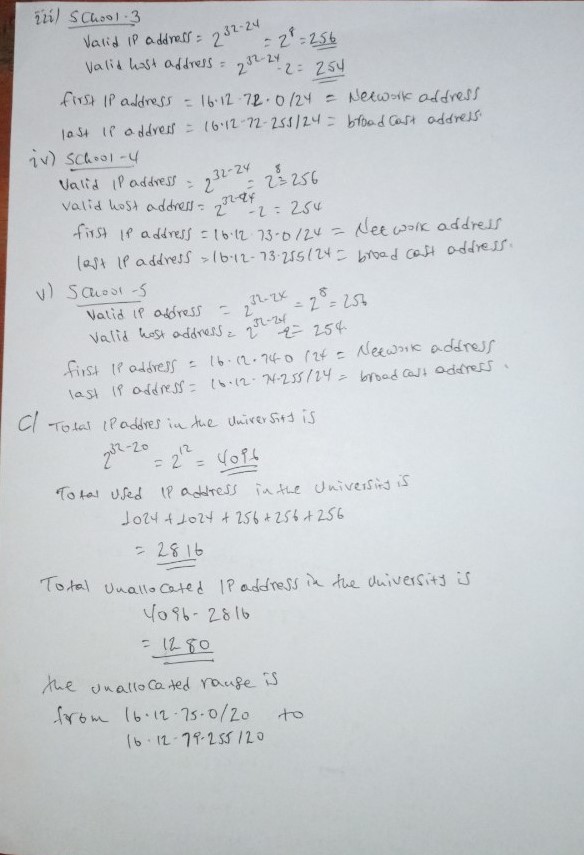 iii) School-3
Valid IP address = 2^32-24 = 2^8 = 256
Valid host address = 2^32-24 -2 = 254
first IP address = 16.12.72.0/24 = Network address
last IP address = 16.12-72-255/24 = broad cast address.
iv) School-4
Valid IP address = 2^32-24 = 2^8 = 256
Valid host address = 2^32-24 -2 = 254
first IP address = 16.12.73.0/24 = Network address
last IP address = 16.12-73.255/24 = broad cast address.
v) School-5
Valid IP address = 2^32-24 = 2^8 = 256
Valid host address = 2^32-24 -2 = 254.
first IP address = 16.12.74.0/24 = Network address
last IP address = 16.12-74.255/24 = broad cast address.
C/ Total IP addres in the University is
2^32-20 = 2^12 = 4096
Total used IP address in the University is
1024 + 1024 + 256 + 256 + 256
= 2816
Total unallocated IP address in the University is
4096 - 2816
= 1280
the unallocated range is
from 16.12.75.0/20 to
16.12-79.255/20